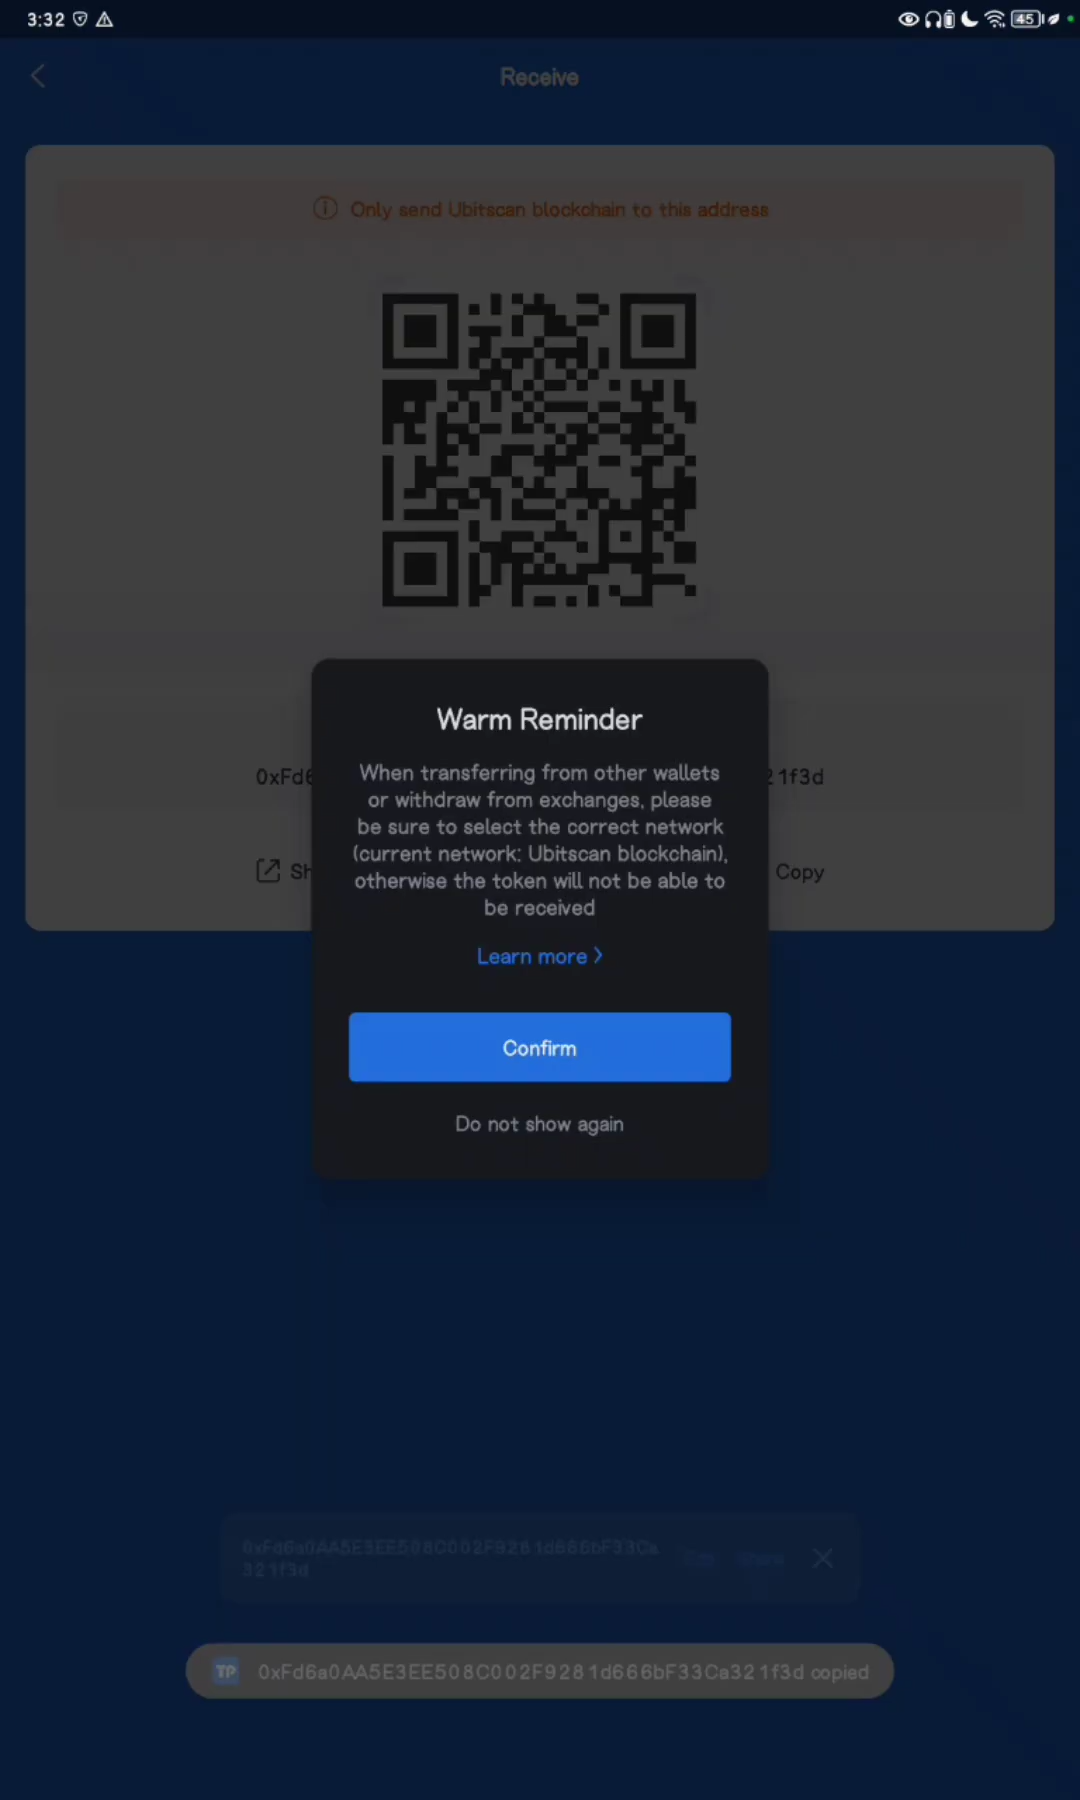 3:32
45
Receive
Only send Ubitscan blockchain to this address
Warm Reminder
When transferring from other wallets
or withdraw from exchanges, please
be sure to select the correct network
(current network: Ubitscan blockchain),
otherwise the token will not be able to
be received
0xFd6 21f3d
Sh Copy
Learn more >
Confirm
Do not show again
0xFd6a0AA5E3EE508C002F9281d666bF33Ca
321f3d
TP 0xFd6a0AA5E3EE508C002F9281d666bF33Ca321f3d copied